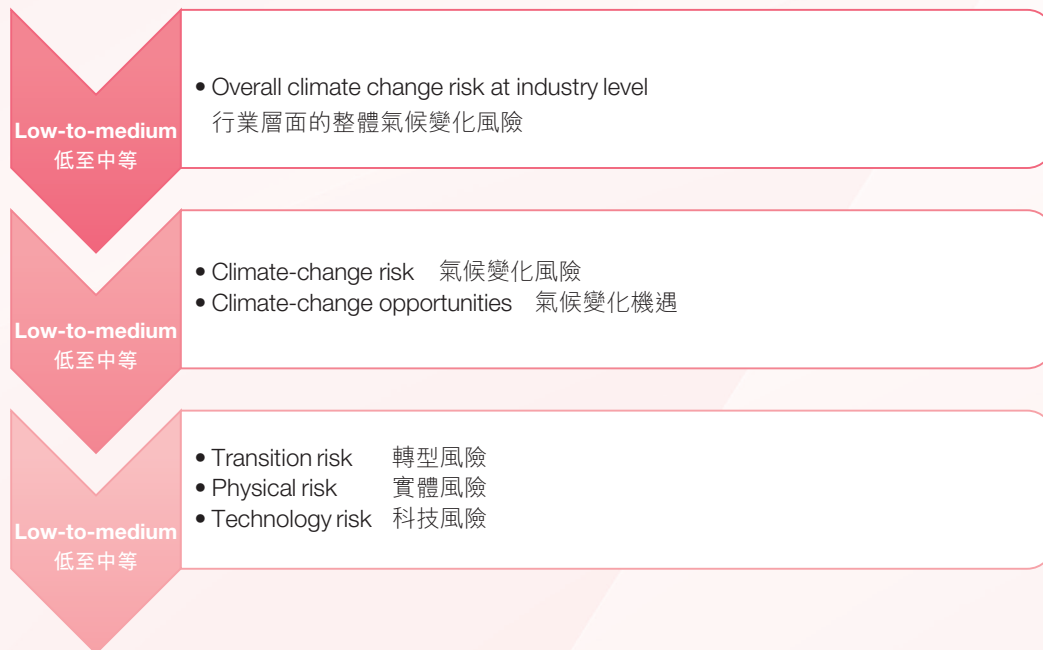 Low-to-medium
低至中等
• Overall climate change risk at industry level
行業層面的整體氣候變化風險
Low-to-medium
低至中等
• Climate-change risk 氣候變化風險
• Climate-change opportunities 氣候變化機遇
Low-to-medium
低至中等
• Transition risk 轉型風險
• Physical risk 實體風險
• Technology risk 科技風險